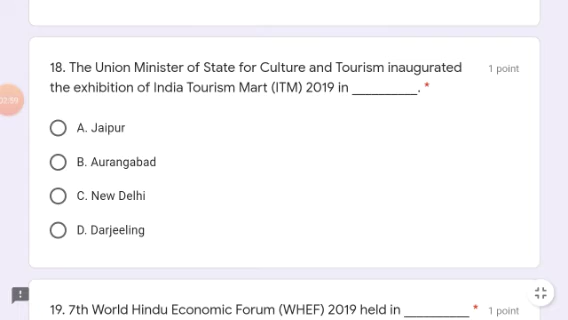 18. The Union Minister of State for Culture and Tourism inaugurated
the exhibition of India Tourism Mart (ITM) 2019 in _________. *
1 point
A. Jaipur
B. Aurangabad
C. New Delhi
D. Darjeeling
19. 7th World Hindu Economic Forum (WHEF) 2019 held in _________ *
1 point